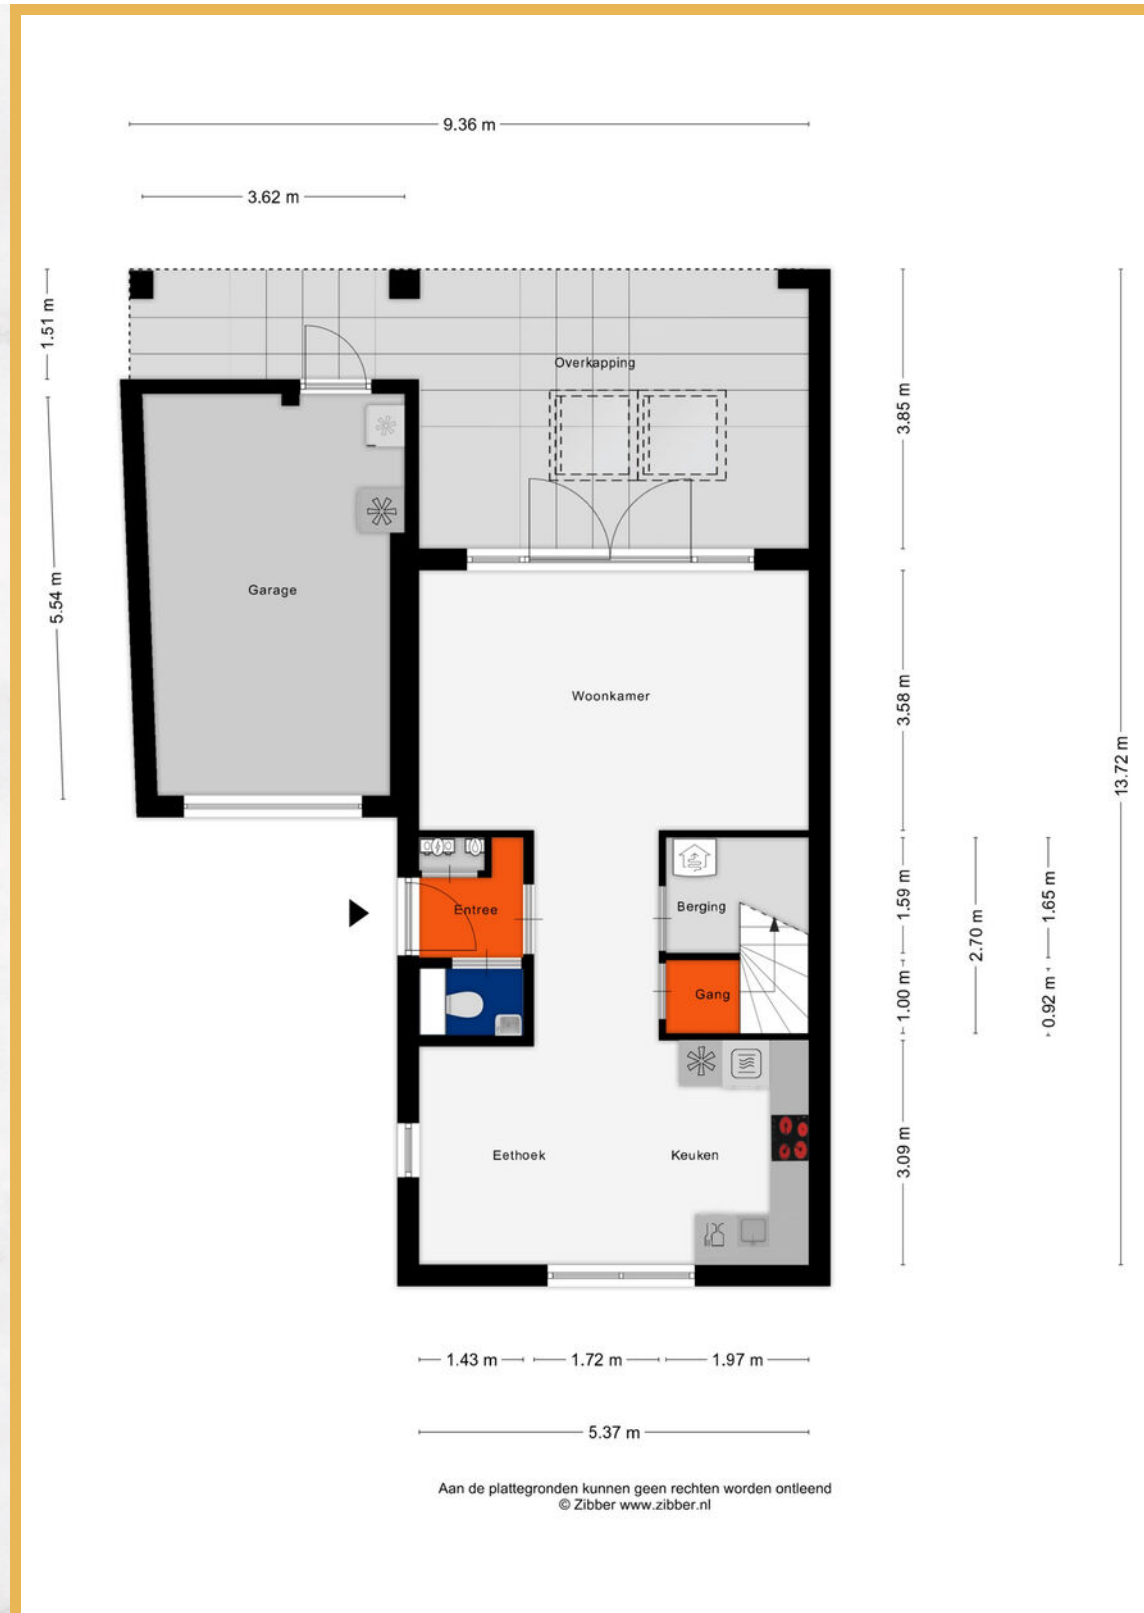 9.36 m
3.62 m
1.51 m
Overkapping
3.85 m
5.54 m
Garage
Woonkamer
3.58 m
13.72 m
Entree
Berging
1.59 m
2.70 m
1.65 m
Gang
1.00 m
0.92 m
Eethoek
Keuken
3.09 m
1.43 m
1.72 m
1.97 m
5.37 m
Aan de plattegronden kunnen geen rechten worden ontleend
© Zibber www.zibber.nl